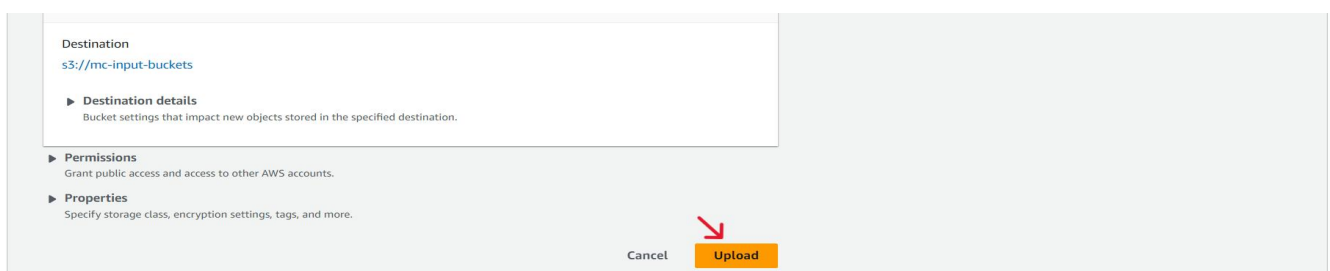 Destination
s3://mc-input-buckets
Destination details
Bucket settings that impact new objects stored in the specified destination.
Permissions
Grant public access and access to other AWS accounts.
Properties
Specify storage class, encryption settings, tags, and more.
Cancel Upload